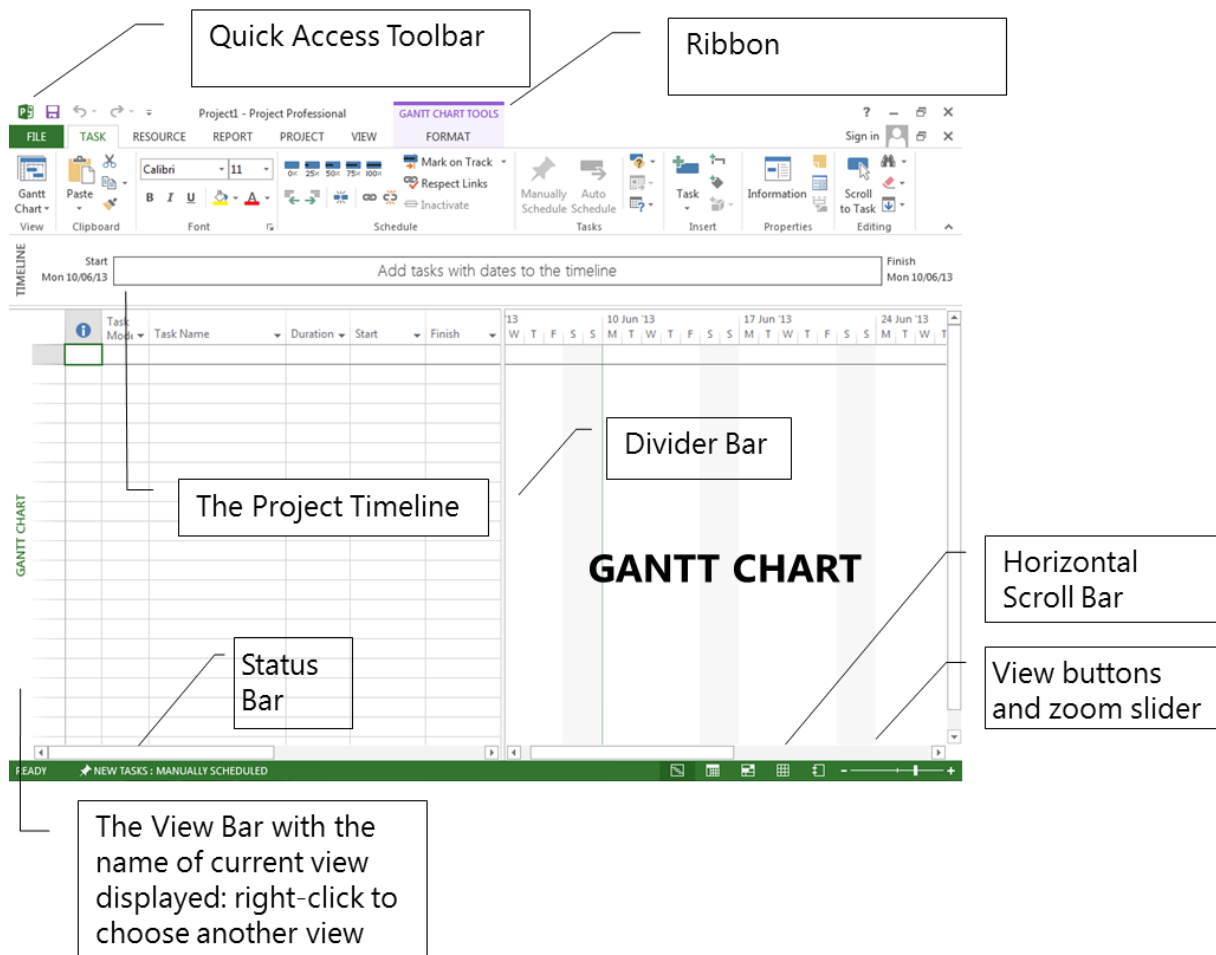 Quick Access Toolbar
Ribbon
Project1 - Project Professional
GANTT CHART TOOLS
?
FILE TASK RESOURCE REPORT PROJECT VIEW FORMAT
Sign in
Calibri 11
0% 25% 50% 75% 100%
Mark on Track
Respect Links
Inactivate
B I U A
Gantt
Chart
Paste
Manually
Schedule
Auto
Schedule
Task
Information
Scroll
to Task
View Clipboard Font Schedule Tasks Insert Properties Editing
TIMELINE
Start
Mon 10/06/13
Add tasks with dates to the timeline
Finish
Mon 10/06/13
Task
Mode
Task Name
Duration
Start
Finish
'13 10 Jun '13 17 Jun '13 24 Jun '13
W T F S S M T W T F S S M T W T F S S M T W T
Divider Bar
The Project Timeline
GANTT CHART
GANTT CHART
Horizontal
Scroll Bar
Status
Bar
View buttons
and zoom slider
READY NEW TASKS : MANUALLY SCHEDULED
The View Bar with the
name of current view
displayed: right-click to
choose another view